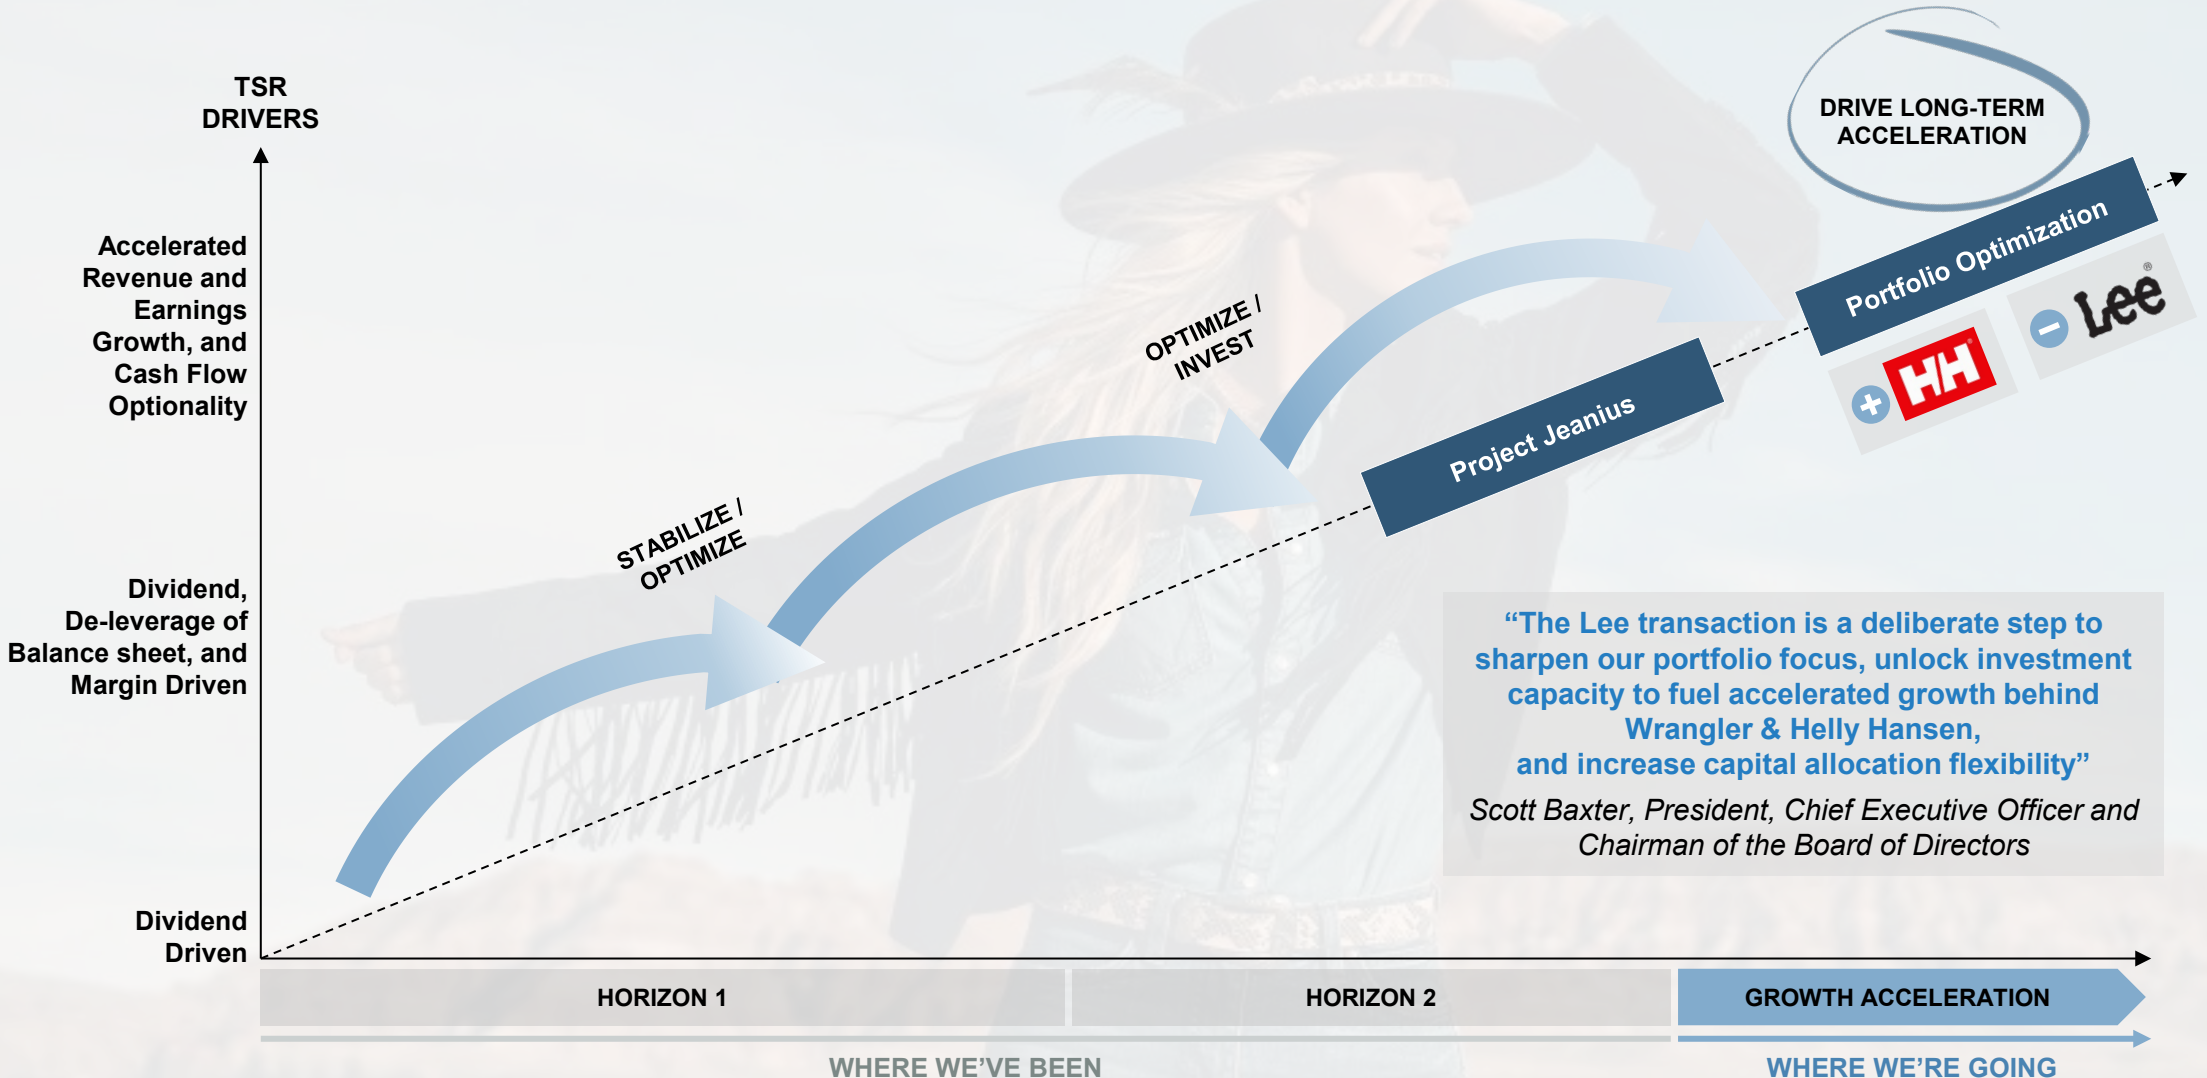 TSR
DRIVERS
DRIVE LONG-TERM
ACCELERATION
Accelerated
Revenue and
Earnings
Growth, and
Cash Flow
Optionality
Dividend,
De-leverage of
Balance sheet, and
Margin Driven
Dividend
Driven
STABILIZE /
OPTIMIZE
OPTIMIZE /
INVEST
Project Jeanius
Portfolio Optimization
+ HH
− Lee®
“The Lee transaction is a deliberate step to
sharpen our portfolio focus, unlock investment
capacity to fuel accelerated growth behind
Wrangler & Helly Hansen,
and increase capital allocation flexibility”
Scott Baxter, President, Chief Executive Officer and
Chairman of the Board of Directors
HORIZON 1
HORIZON 2
GROWTH ACCELERATION
WHERE WE’VE BEEN
WHERE WE’RE GOING